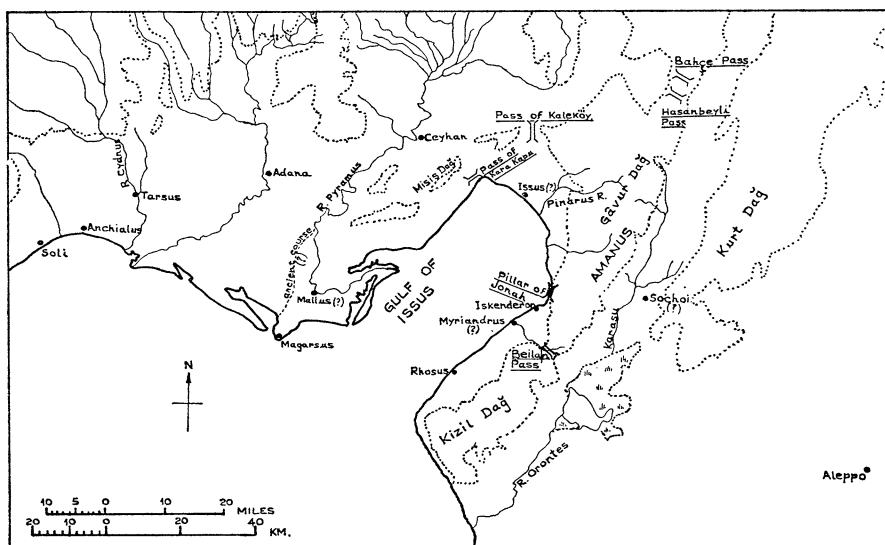 Bahçe Pass
Hasanbeyli
Pass
Pass of Kaleköy
Ceyhan
Pass of
Kara Kapu
Misis Dağ
R. Cydnus
Adana
R. Pyramus
Issus (?)
Pinarus R.
Gâvur Dağ
Kurt Dağ
Tarsus
Anchialus
Soli
ancient course
(?)
AMANUS
GULF OF
ISSUS
Pillar of
Jonah
Mallus (?)
Iskenderon
Sochoi
(?)
Myriandrus
(?)
Karasu
Magarsus
Beilan
Pass
Rhosus
N
Kizil Dağ
R. Orontes
Aleppo
10 5 0 10 20
MILES
20 10 0 20 40
KM.